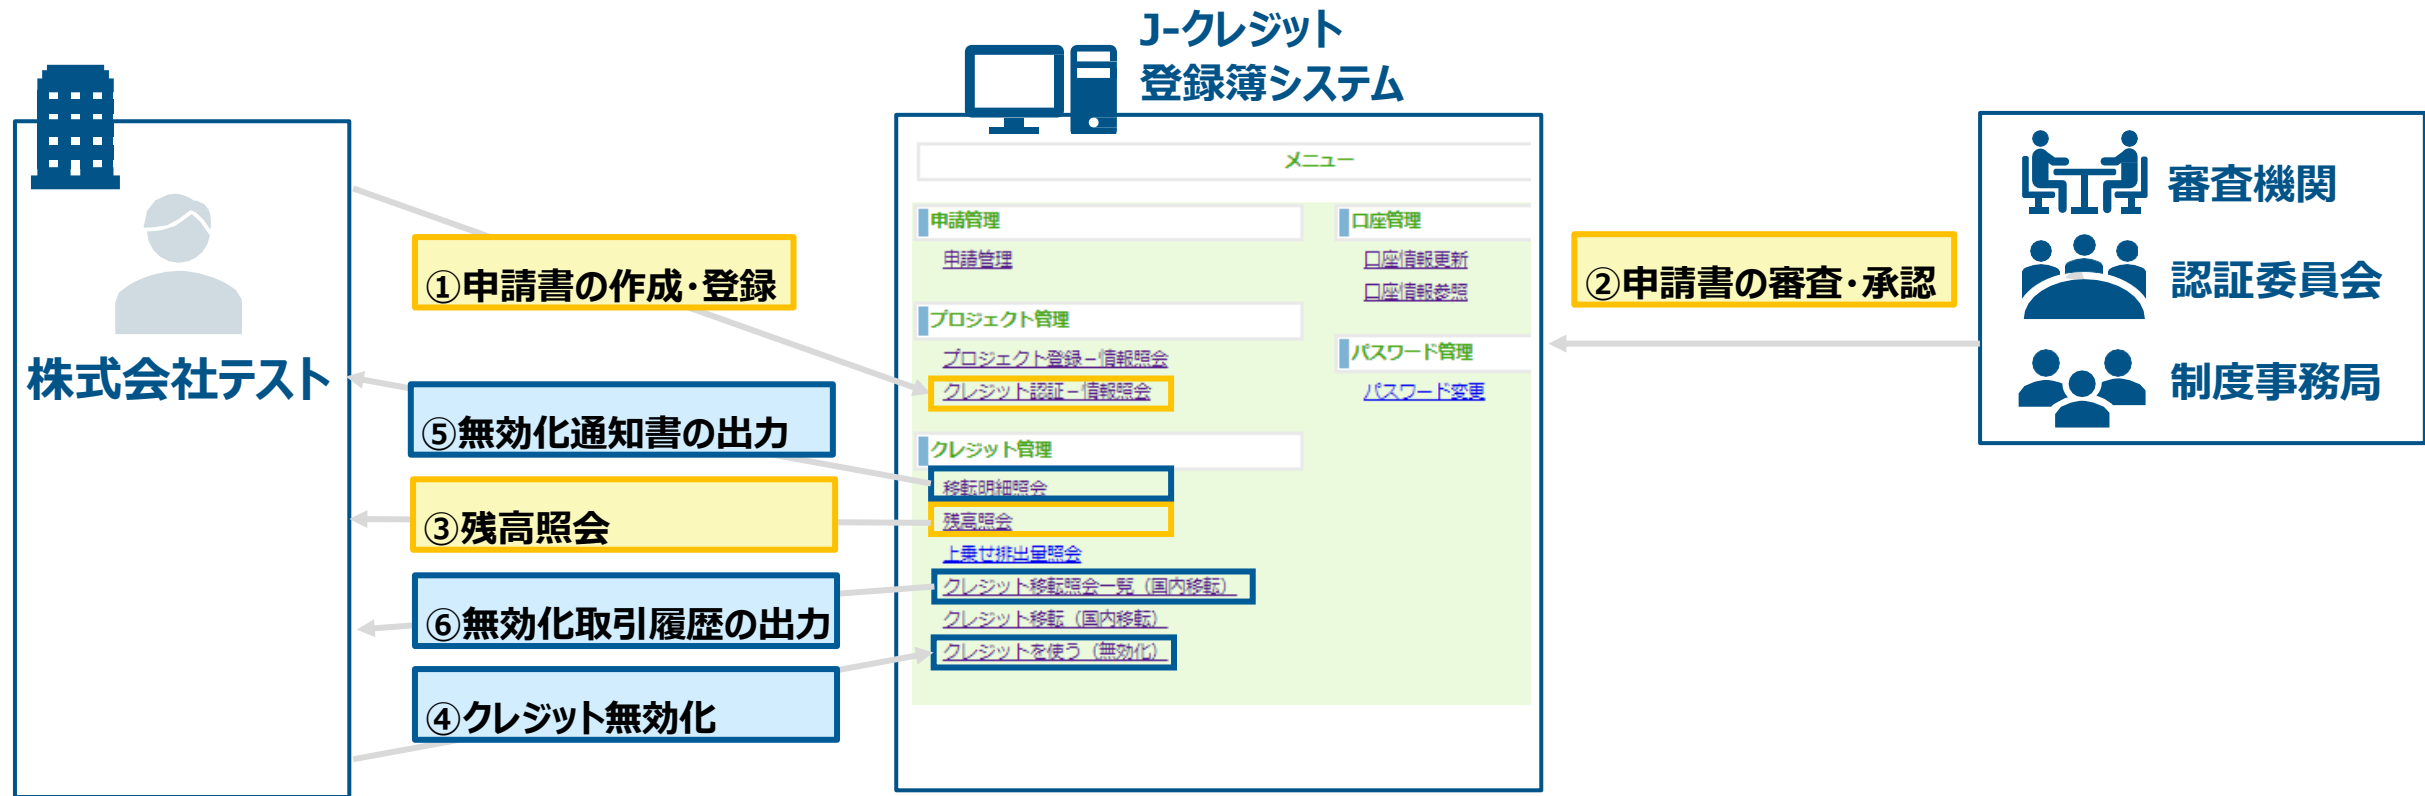 J-クレジット
登録簿システム
株式会社テスト
①申請書の作成・登録
⑤無効化通知書の出力
③残高照会
⑥無効化取引履歴の出力
④クレジット無効化
メニュー
申請管理
申請管理
プロジェクト管理
プロジェクト登録－情報照会
クレジット認証－情報照会
クレジット管理
移転明細照会
残高照会
上乗せ排出量照会
クレジット移転照会一覧（国内移転）
クレジット移転（国内移転）
クレジットを使う（無効化）
口座管理
口座情報更新
口座情報参照
パスワード管理
パスワード変更
②申請書の審査・承認
審査機関
認証委員会
制度事務局